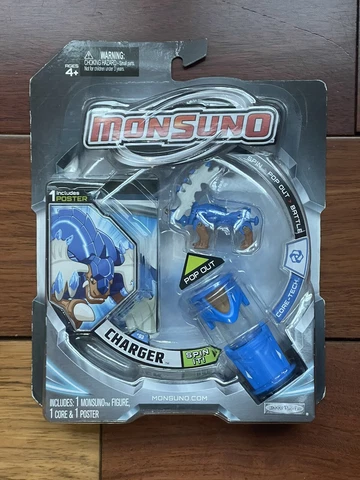 WARNING:
CHOKING HAZARD - Small parts.
Not for children under 3 years.
AGES
4+
MONSUNO
1 includes
POSTER
SPIN POP OUT BATTLE
CORE-TECH
POP OUT
CHARGER
SPIN
IT!
MONSUNO.COM
INCLUDES: 1 MONSUNO™ FIGURE,
1 CORE & 1 POSTER